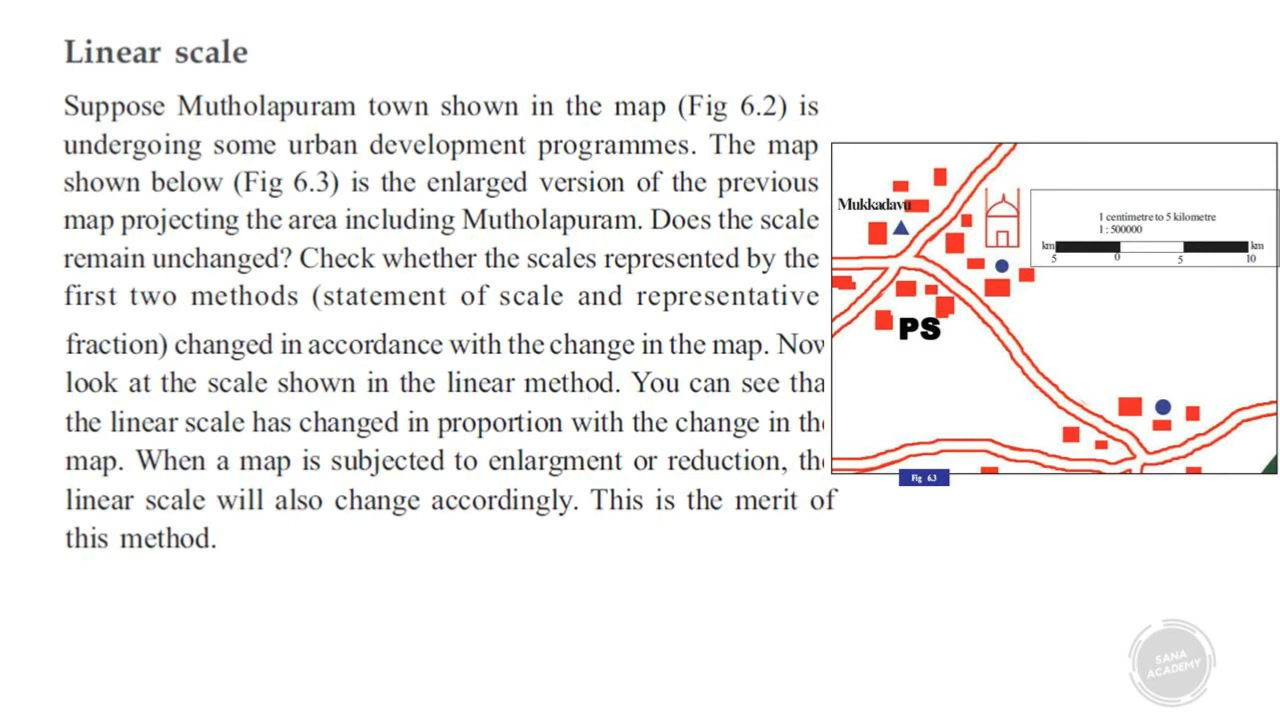 Linear scale
Suppose Mutholapuram town shown in the map (Fig 6.2) is
undergoing some urban development programmes. The map
shown below (Fig 6.3) is the enlarged version of the previous
map projecting the area including Mutholapuram. Does the scale
remain unchanged? Check whether the scales represented by the
first two methods (statement of scale and representative
fraction) changed in accordance with the change in the map. Now
look at the scale shown in the linear method. You can see tha
the linear scale has changed in proportion with the change in th
map. When a map is subjected to enlargment or reduction, th
linear scale will also change accordingly. This is the merit of
this method.
Mukkadavu
PS
1 centimetre to 5 kilometre
1 : 500000
km km
5 0 5 10
Fig 6.3
SANA
ACADEMY